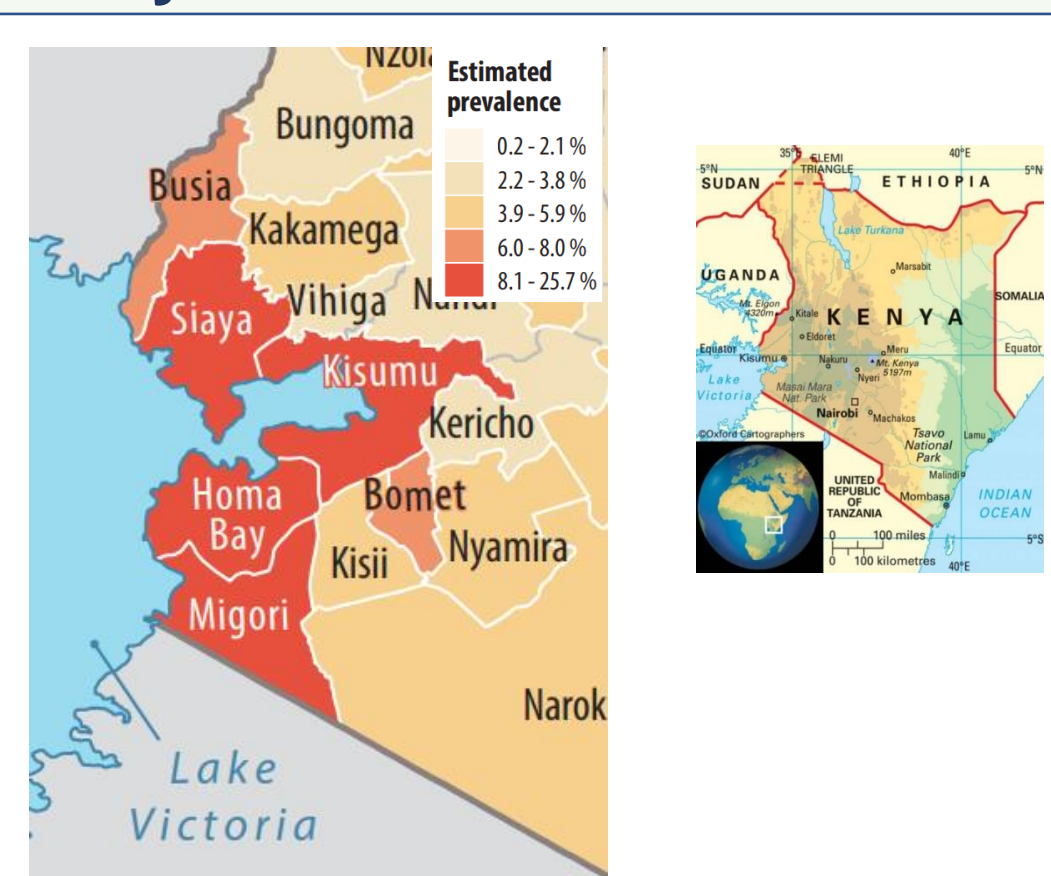 Nzoi
Bungoma
Busia
Kakamega
Vihiga
Nandi
Siaya
Kisumu
Kericho
Homa
Bay
Bomet
Kisii
Nyamira
Migori
Narok
Lake
Victoria
Estimated
prevalence
0.2 - 2.1 %
2.2 - 3.8 %
3.9 - 5.9 %
6.0 - 8.0 %
8.1 - 25.7 %
35°E
ELEMI
TRIANGLE
40°E
5°N
5°N
SUDAN
ETHIOPIA
Lake Turkana
Marsabit
UGANDA
SOMALIA
Mt. Elgon
4320m
Kitale
KENYA
Eldoret
Equator
Equator
Kisumu
Meru
Nakuru
Mt. Kenya
5197m
Nyeri
Lake
Victoria
Masai Mara
Nat. Park
Nairobi
Machakos
©Oxford Cartographers
Tsavo
National
Park
Lamu
Malindi
UNITED
REPUBLIC
OF
TANZANIA
Mombasa
INDIAN
OCEAN
0 100 miles
0 100 kilometres
5°S
40°E